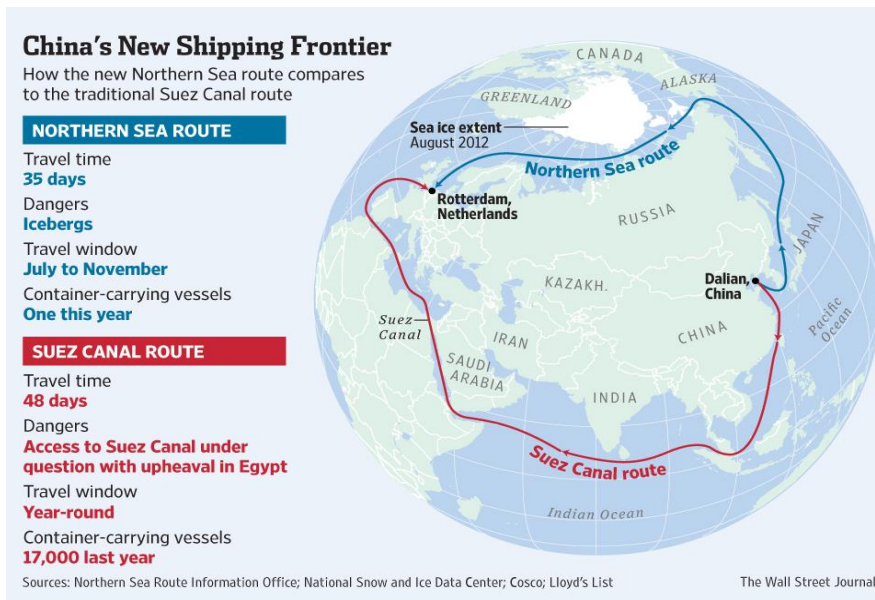 China's New Shipping Frontier
How the new Northern Sea route compares
to the traditional Suez Canal route
NORTHERN SEA ROUTE
Travel time
35 days
Dangers
Icebergs
Travel window
July to November
Container-carrying vessels
One this year
SUEZ CANAL ROUTE
Travel time
48 days
Dangers
Access to Suez Canal under
question with upheaval in Egypt
Travel window
Year-round
Container-carrying vessels
17,000 last year
CANADA
ALASKA
GREENLAND
Sea ice extent
August 2012
Northern Sea route
Rotterdam,
Netherlands
RUSSIA
JAPAN
KAZAKH.
Dalian,
China
Pacific
Ocean
Suez
Canal
IRAN
CHINA
SAUDI
ARABIA
INDIA
Suez Canal route
Indian Ocean
Sources: Northern Sea Route Information Office; National Snow and Ice Data Center; Cosco; Lloyd's List
The Wall Street Journal